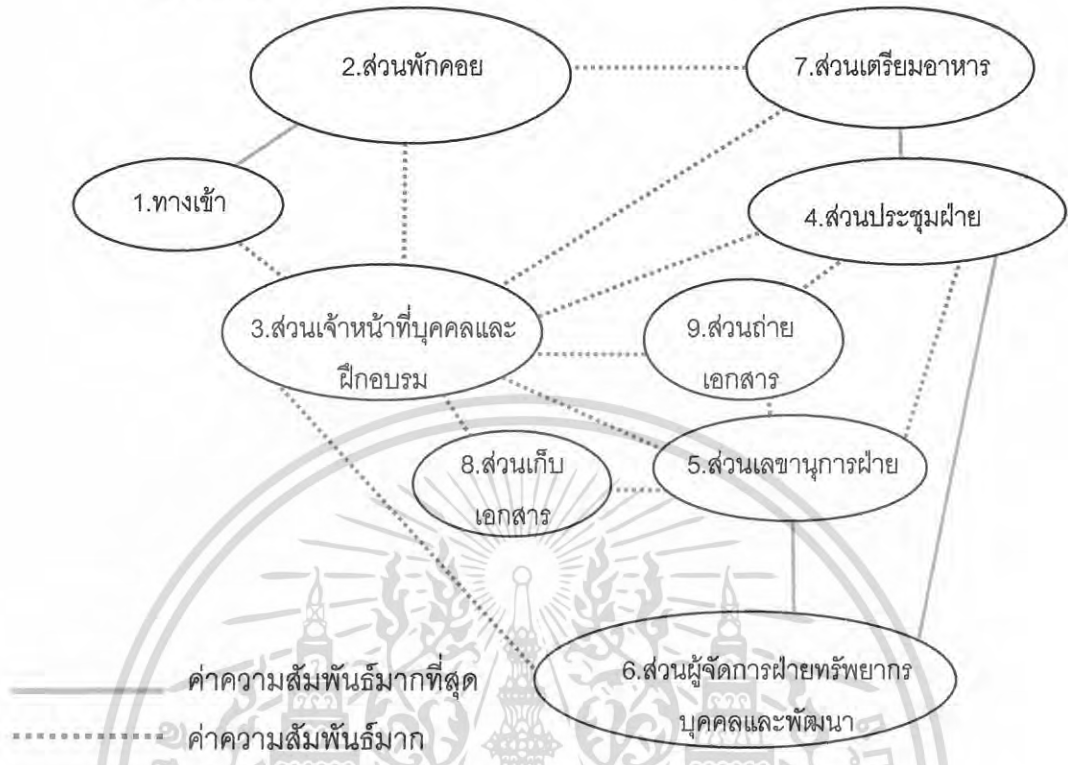 2.ส่วนพักคอย
7.ส่วนเตรียมอาหาร
1.ทางเข้า
4.ส่วนประชุมฝ่าย
3.ส่วนเจ้าหน้าที่บุคคลและ
ฝึกอบรม
9.ส่วนถ่าย
เอกสาร
8.ส่วนเก็บ
เอกสาร
5.ส่วนเลขานุการฝ่าย
6.ส่วนผู้จัดการฝ่ายทรัพยากร
บุคคลและพัฒนา
ค่าความสัมพันธ์มากที่สุด
ค่าความสัมพันธ์มาก